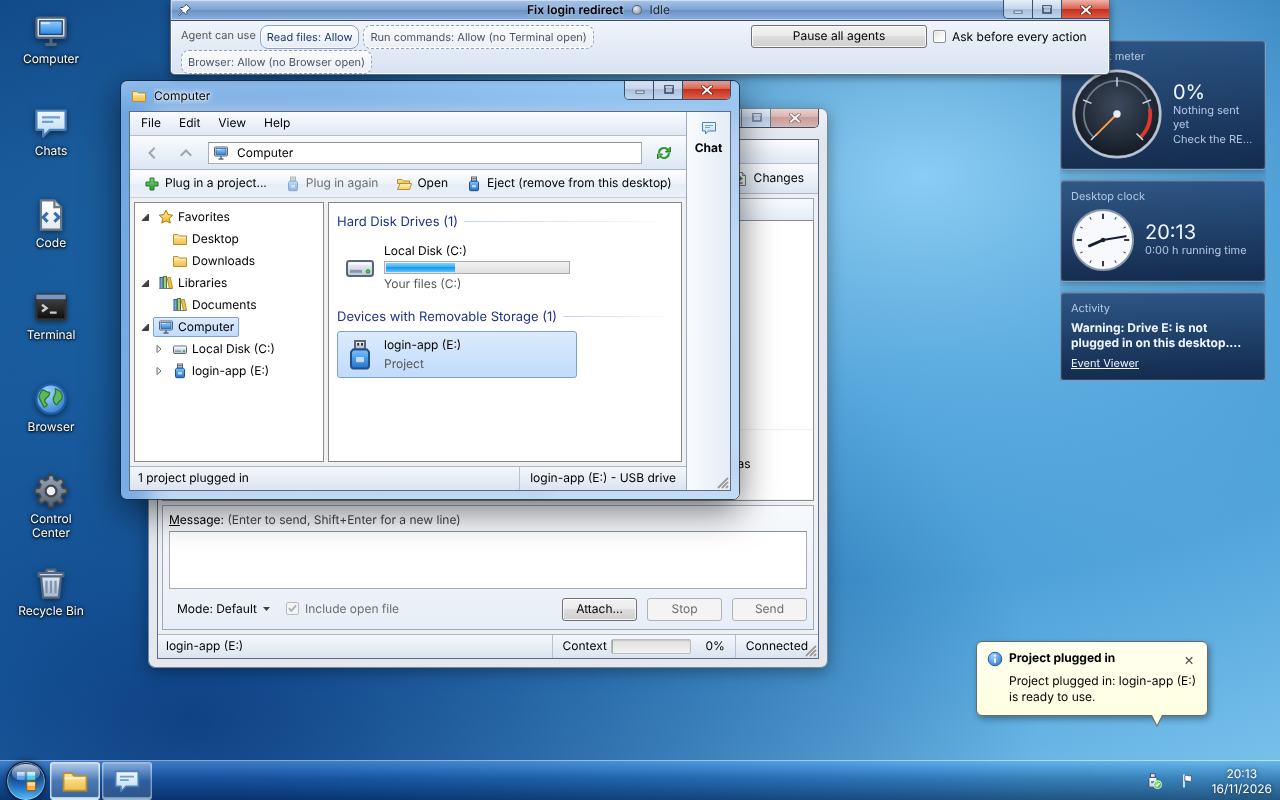 Computer
Chats
Code
Terminal
Browser
Control
Center
Recycle Bin
Fix login redirect Idle
Agent can use Read files: Allow Run commands: Allow (no Terminal open)
Browser: Allow (no Browser open)
Pause all agents Ask before every action
Computer
File Edit View Help
Computer
Plug in a project... Plug in again Open Eject (remove from this desktop)
Favorites
Desktop
Downloads
Libraries
Documents
Computer
Local Disk (C:)
login-app (E:)
Hard Disk Drives (1)
Local Disk (C:)
Your files (C:)
Devices with Removable Storage (1)
login-app (E:)
Project
1 project plugged in login-app (E:) - USB drive
Chat
Changes
Message: (Enter to send, Shift+Enter for a new line)
Mode: Default Include open file Attach... Stop Send
login-app (E:) Context 0% Connected
meter
0%
Nothing sent
yet
Check the RE...
Desktop clock
20:13
0:00 h running time
Activity
Warning: Drive E: is not
plugged in on this desktop....
Event Viewer
Project plugged in
Project plugged in: login-app (E:)
is ready to use.
20:13
16/11/2026